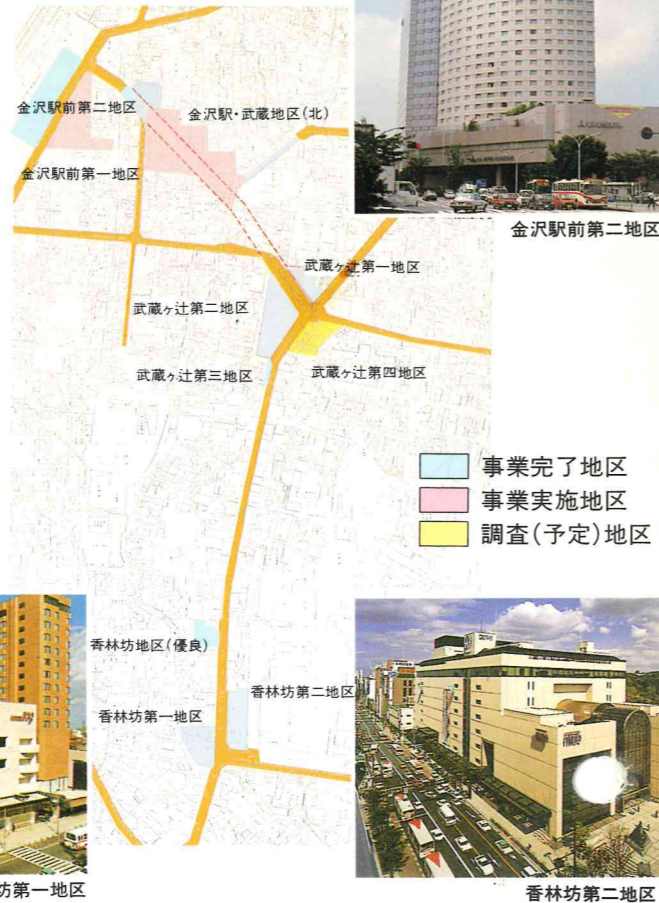 金沢駅前第二地区
金沢駅・武蔵地区(北)
金沢駅前第一地区
金沢駅前第二地区
武蔵ヶ辻第一地区
武蔵ヶ辻第二地区
武蔵ヶ辻第三地区
武蔵ヶ辻第四地区
事業完了地区
事業実施地区
調査(予定)地区
香林坊地区(優良)
香林坊第二地区
香林坊第一地区
坊第一地区
香林坊第二地区